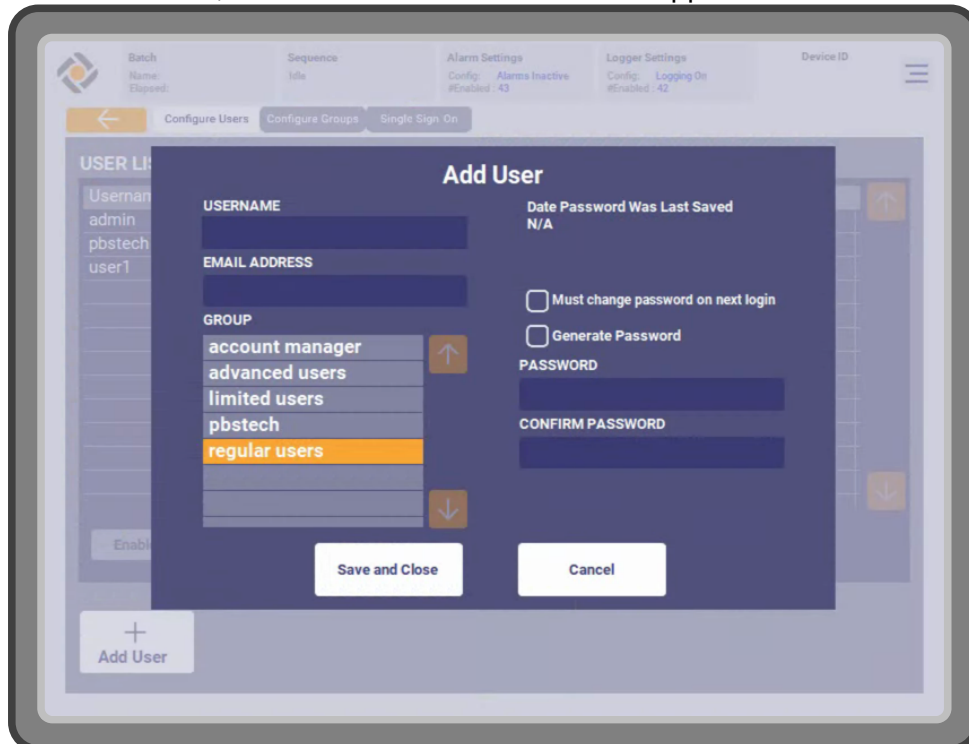 Batch
Name:
Elapsed:
Sequence
Idle
Alarm Settings
Config: Alarms Inactive
#Enabled : 43
Logger Settings
Config: Logging On
#Enabled : 42
Device ID
Configure Users
Configure Groups
Single Sign On
USER LI
Usernam
admin
pbstech
user1
Enabl
Add User
USERNAME
EMAIL ADDRESS
GROUP
account manager
advanced users
limited users
pbstech
regular users
Date Password Was Last Saved
N/A
Must change password on next login
Generate Password
PASSWORD
CONFIRM PASSWORD
Save and Close
Cancel
+
Add User